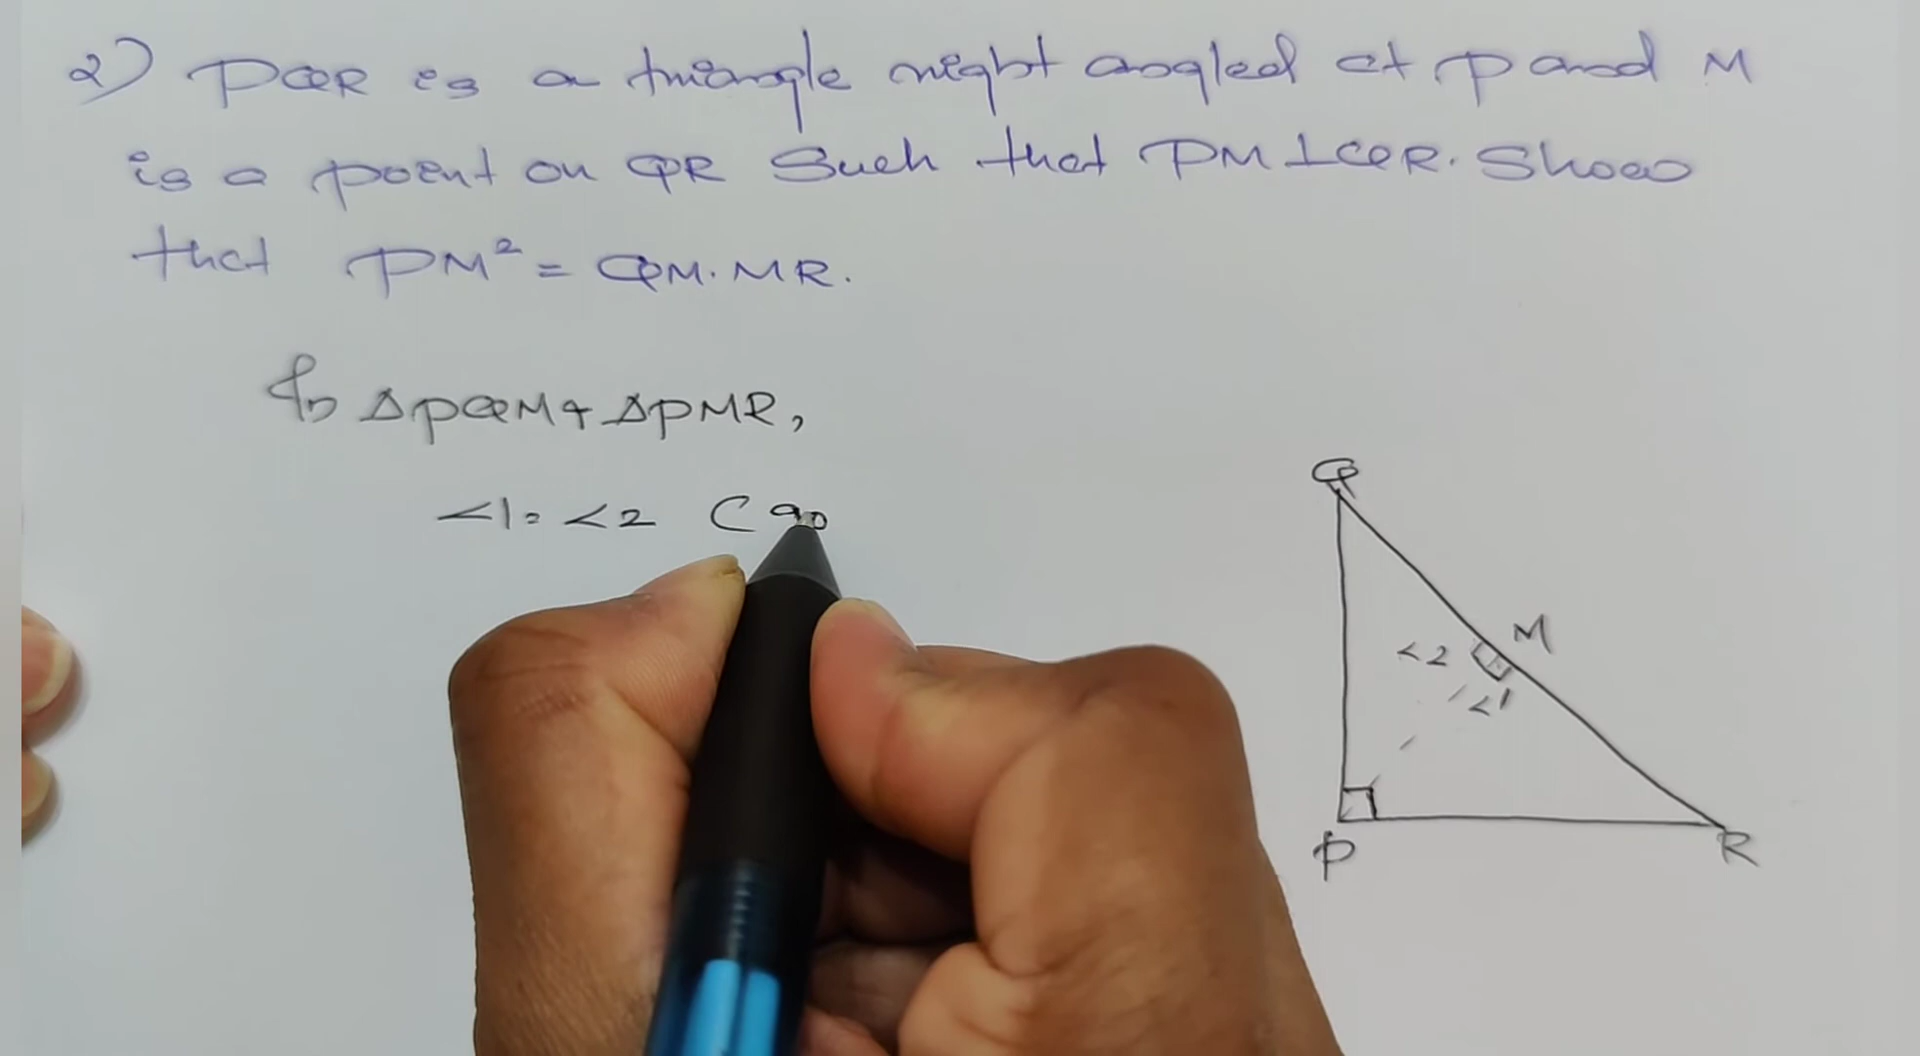 2) PQR is a triangle right angled at P and M
is a point on QR such that PM ⊥ QR. Show
that PM² = QM. MR.
In ΔPQM & ΔPMR,
<1 = <2 ( 90
Q
M
<2
<1
P
R